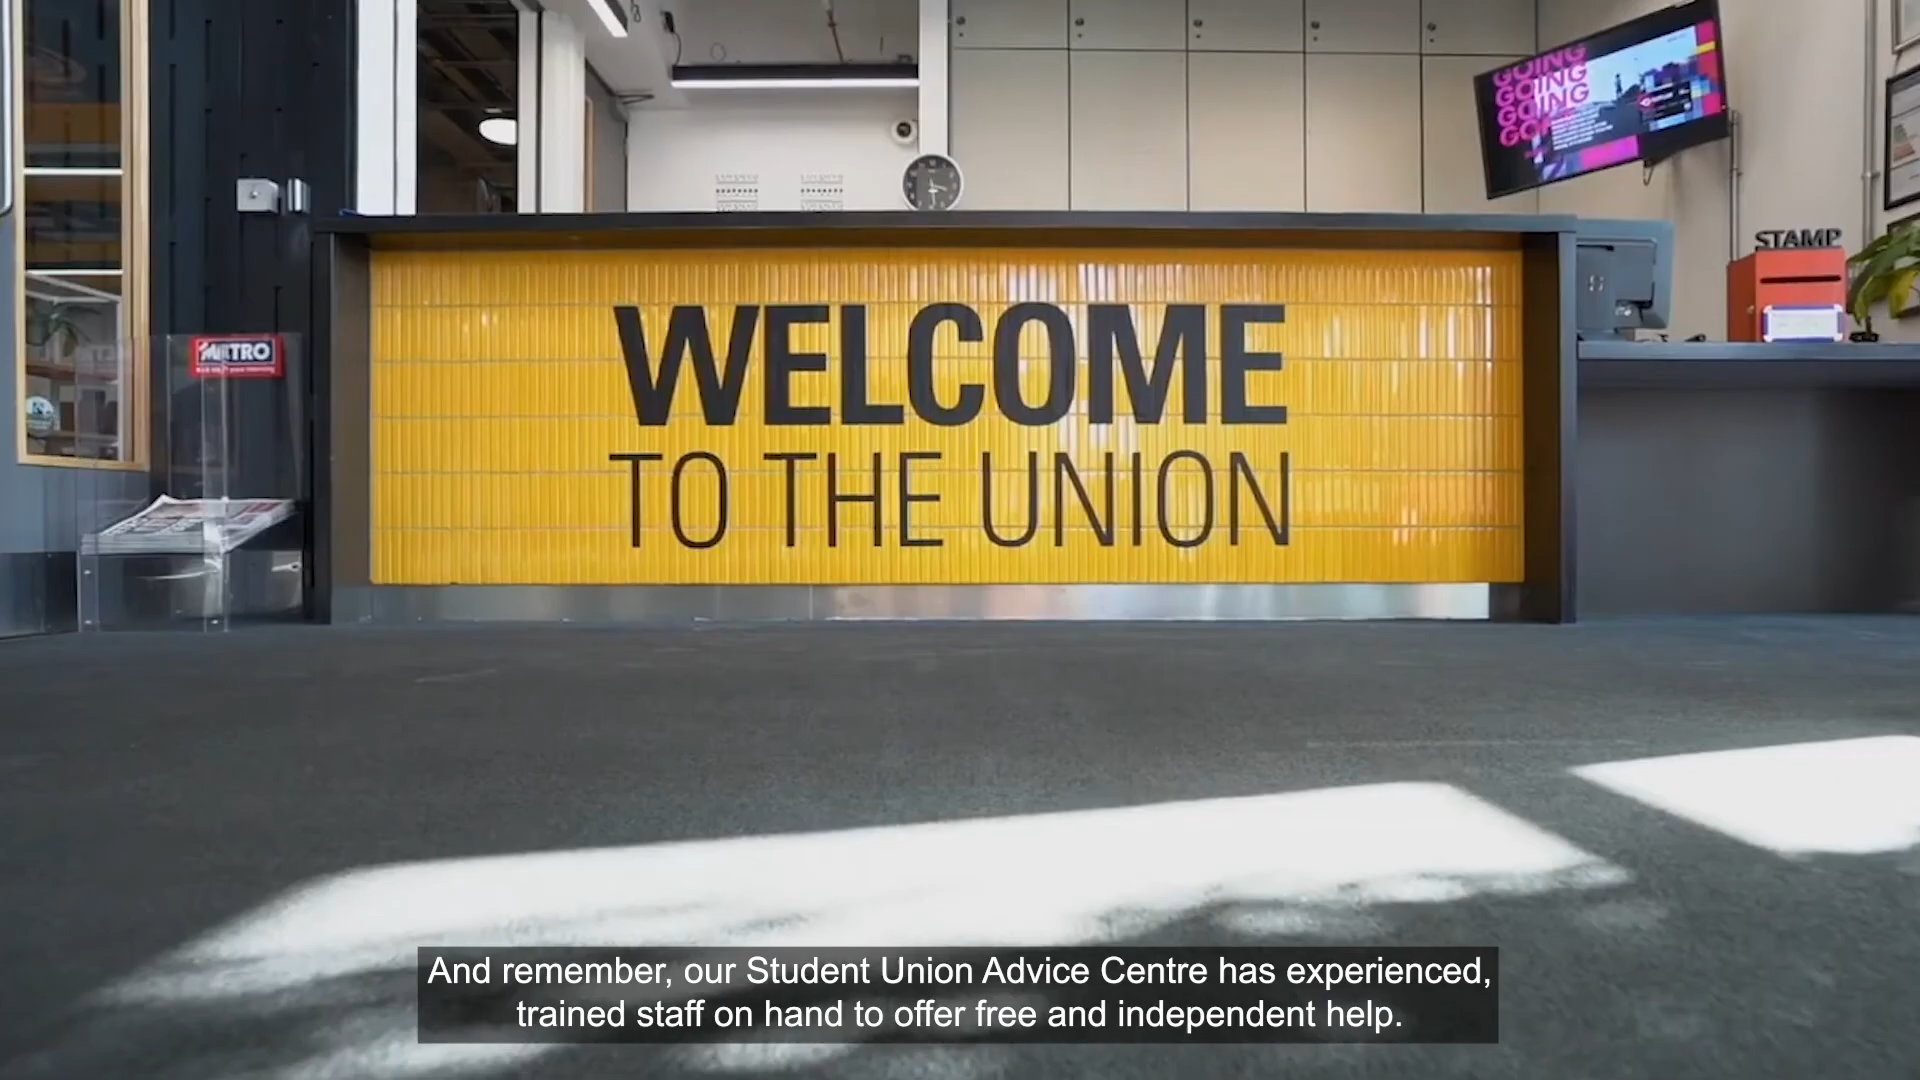 GOING
GOING
GOING
STAMP
METRO
WELCOME
TO THE UNION
And remember, our Student Union Advice Centre has experienced,
trained staff on hand to offer free and independent help.